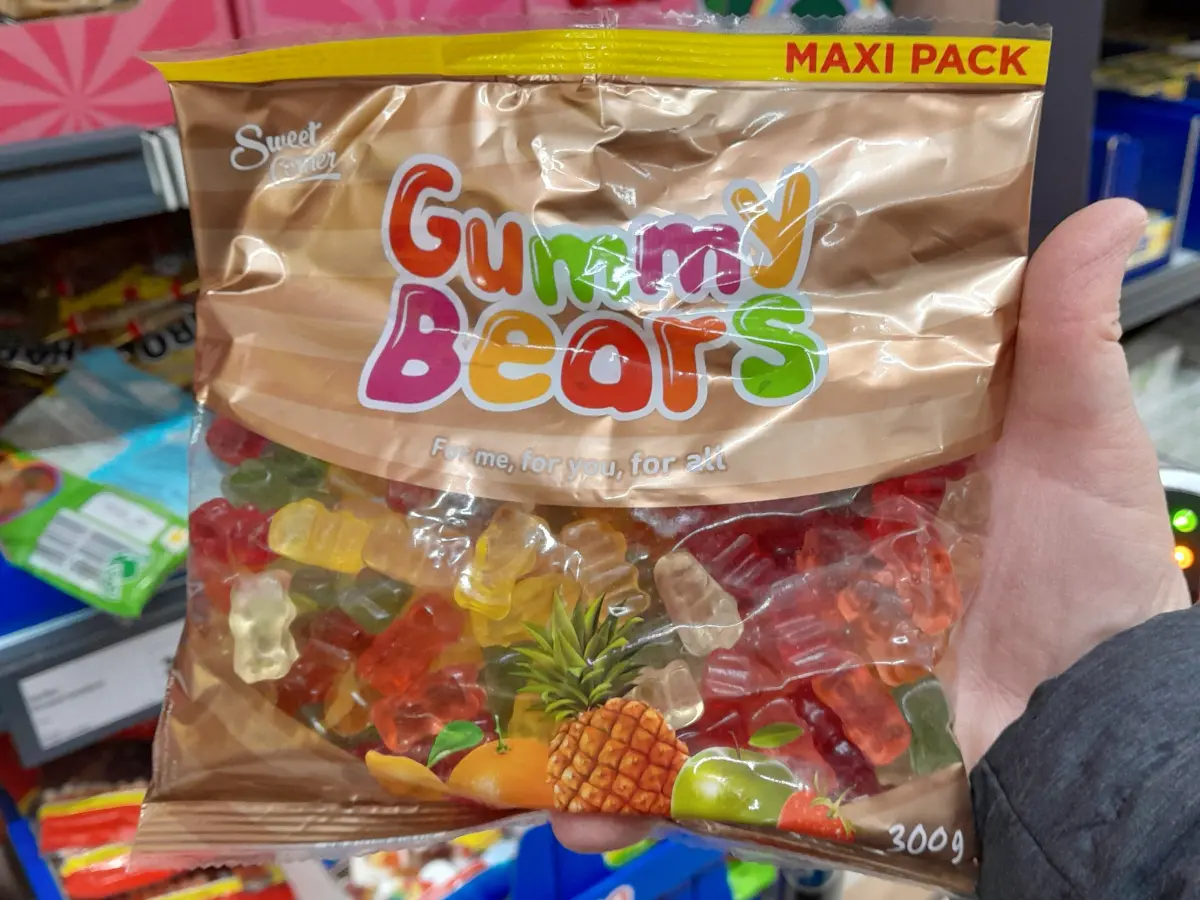 MAXI PACK
Sweet
Corner
Gummy
Bears
For me, for you, for all
300g